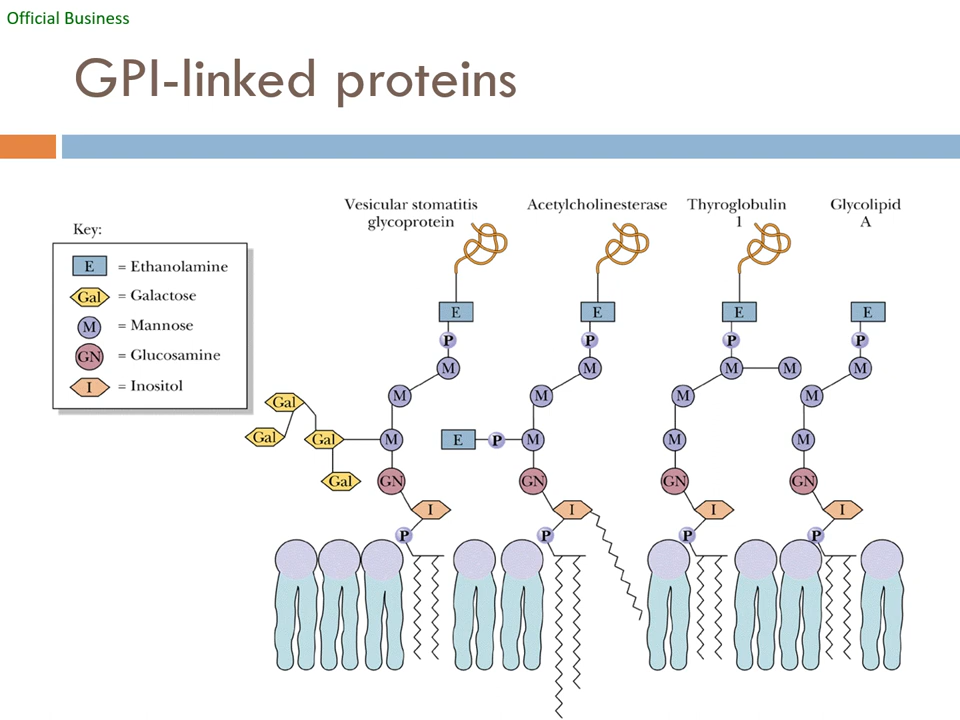 Official Business
GPI-linked proteins
Vesicular stomatitis
glycoprotein
Acetylcholinesterase
Thyroglobulin
1
Glycolipid
A
Key:
E = Ethanolamine
Gal = Galactose
M = Mannose
GN = Glucosamine
I = Inositol
E E E E
P P P P
M M M M M
M M M M
Gal
Gal Gal M E P M M M
Gal GN GN GN GN
I I I I
P P P P